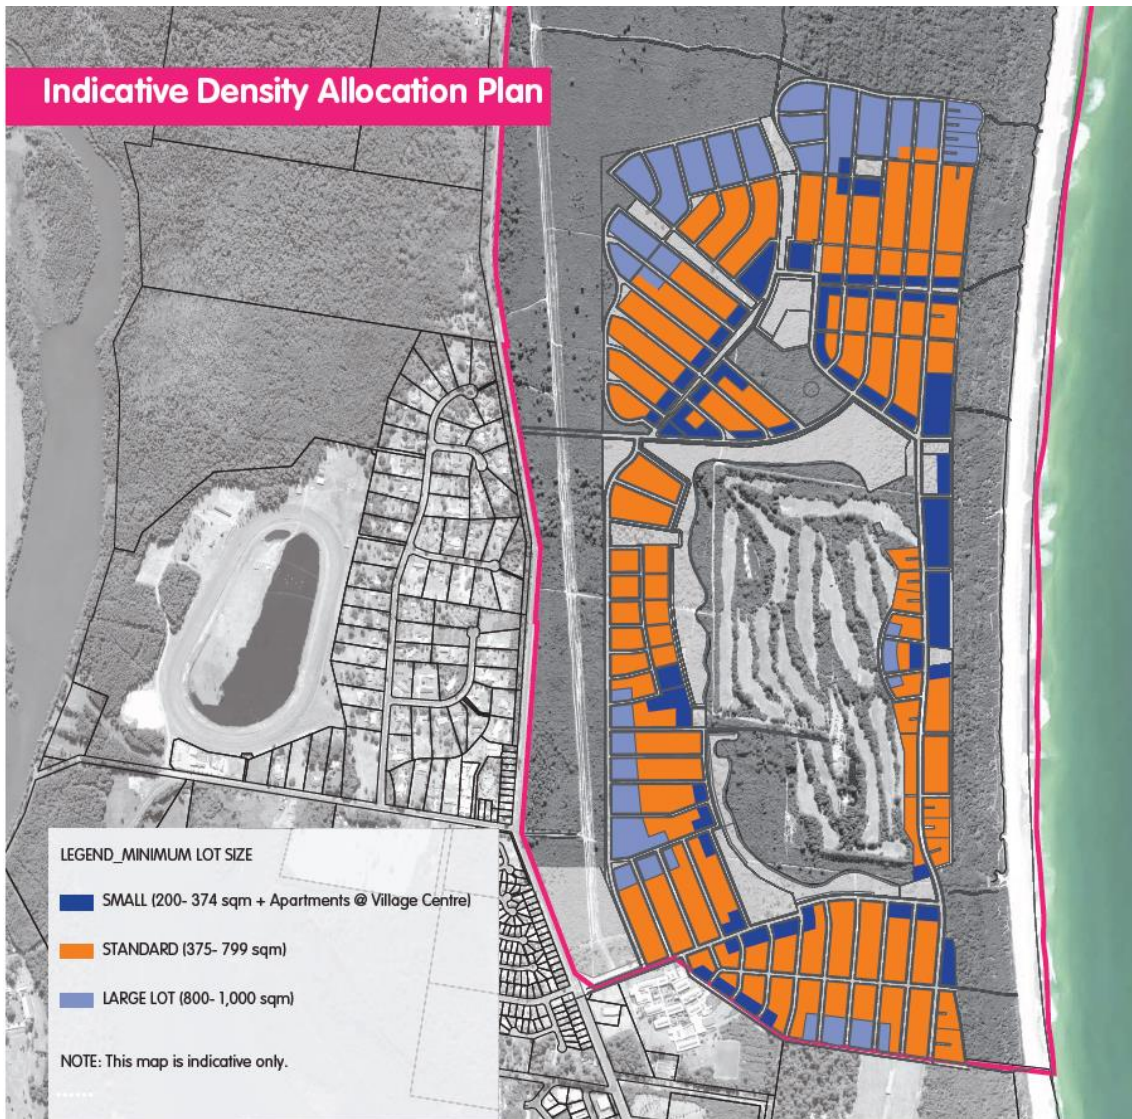 Indicative Density Allocation Plan
LEGEND_MINIMUM LOT SIZE
SMALL (200- 374 sqm + Apartments @ Village Centre)
STANDARD (375- 799 sqm)
LARGE LOT (800- 1,000 sqm)
NOTE: This map is indicative only.